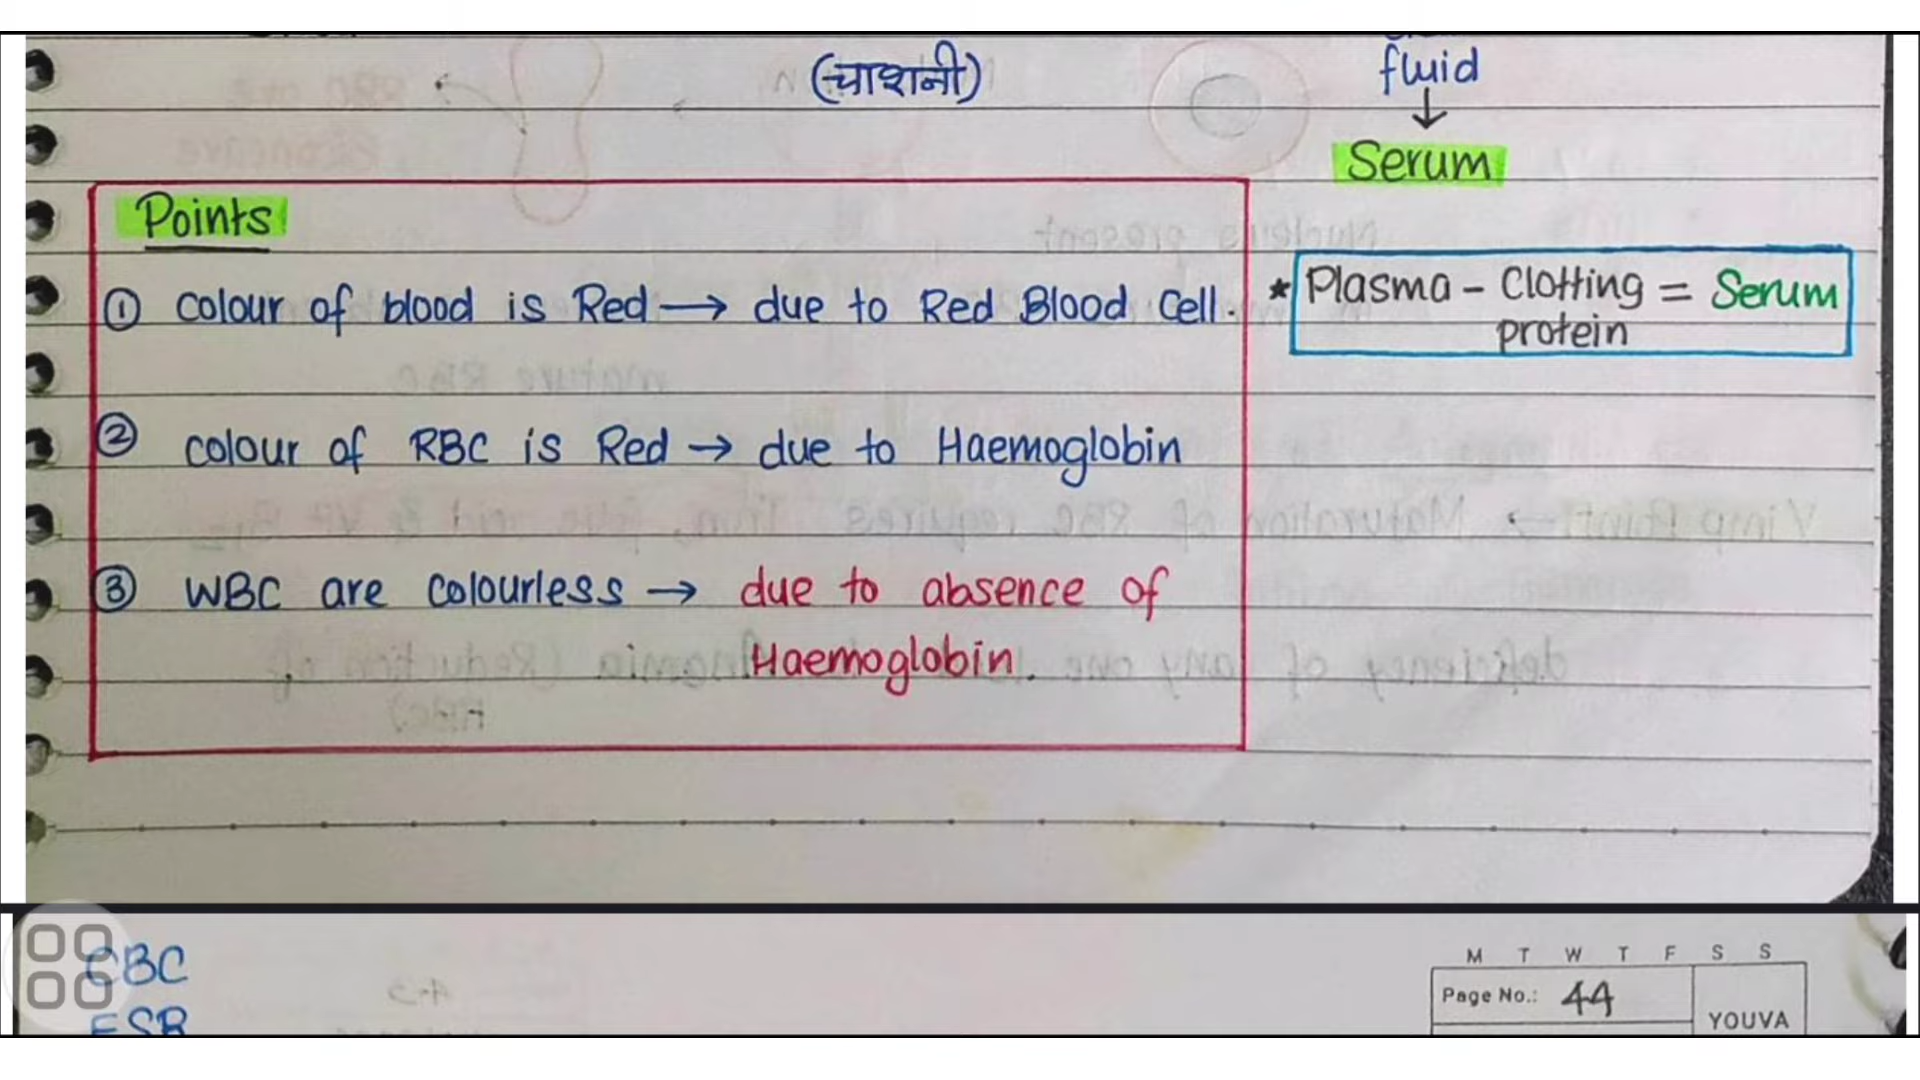 (चाशनी)
fluid
↓
Serum
Points
① colour of blood is Red → due to Red Blood Cell.
* Plasma - Clotting = Serum
protein
② colour of RBC is Red → due to Haemoglobin
③ WBC are colourless → due to absence of
Haemoglobin.
CBC
ESR
M T W T F S S
Page No.: 44
YOUVA